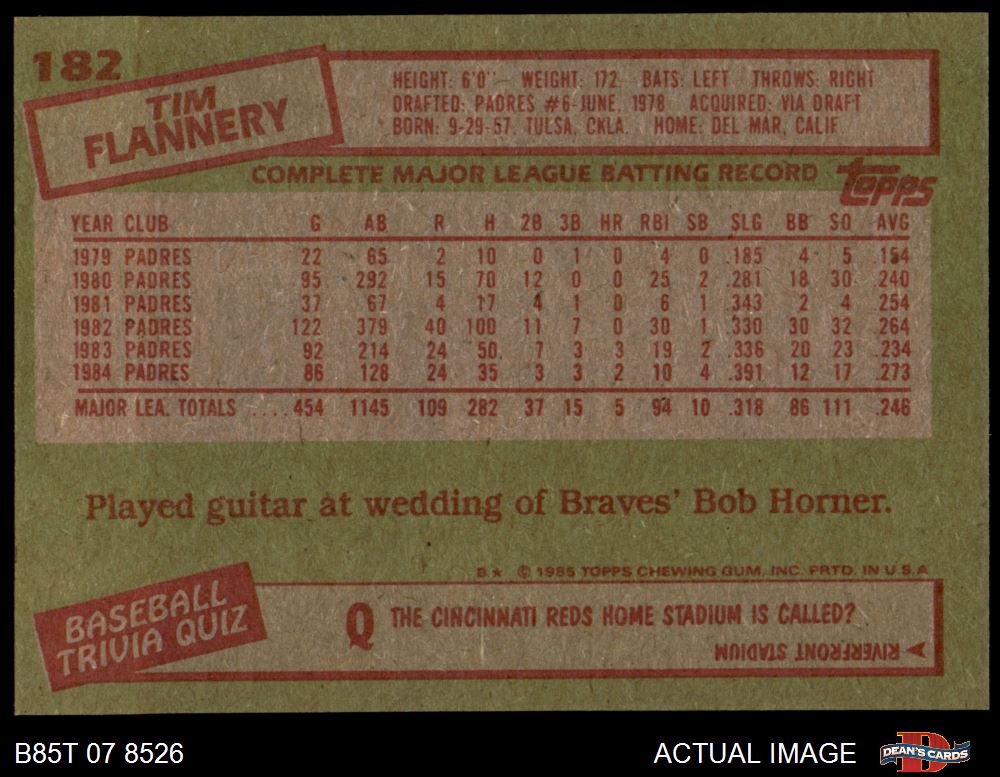 182
TIM
FLANNERY
HEIGHT: 6'0" WEIGHT: 172 BATS: LEFT THROWS: RIGHT
DRAFTED: PADRES #6-JUNE, 1978 ACQUIRED: VIA DRAFT
BORN: 9-29-57, TULSA, OKLA. HOME: DEL MAR, CALIF.
COMPLETE MAJOR LEAGUE BATTING RECORD topps
YEAR CLUB G AB R H 2B 3B HR RBI SB SLG BB SO AVG
1979 PADRES 22 65 2 10 0 1 0 4 0 .185 4 5 .154
1980 PADRES 95 292 15 70 12 0 0 25 2 .281 18 30 .240
1981 PADRES 37 67 4 17 4 1 0 6 1 .343 2 4 .254
1982 PADRES 122 379 40 100 11 7 0 30 1 .330 30 32 .264
1983 PADRES 92 214 24 50 7 3 3 19 2 .336 20 23 .234
1984 PADRES 86 128 24 35 3 3 2 10 4 .391 12 17 .273
MAJOR LEA. TOTALS ....454 1145 109 282 37 15 5 94 10 .318 86 111 .246
Played guitar at wedding of Braves' Bob Horner.
B★ © 1985 TOPPS CHEWING GUM, INC. PRTD. IN U.S.A.
BASEBALL
TRIVIA QUIZ
Q THE CINCINNATI REDS HOME STADIUM IS CALLED?
RIVERFRONT STADIUM
B85T 07 8526 ACTUAL IMAGE DEAN'S CARDS